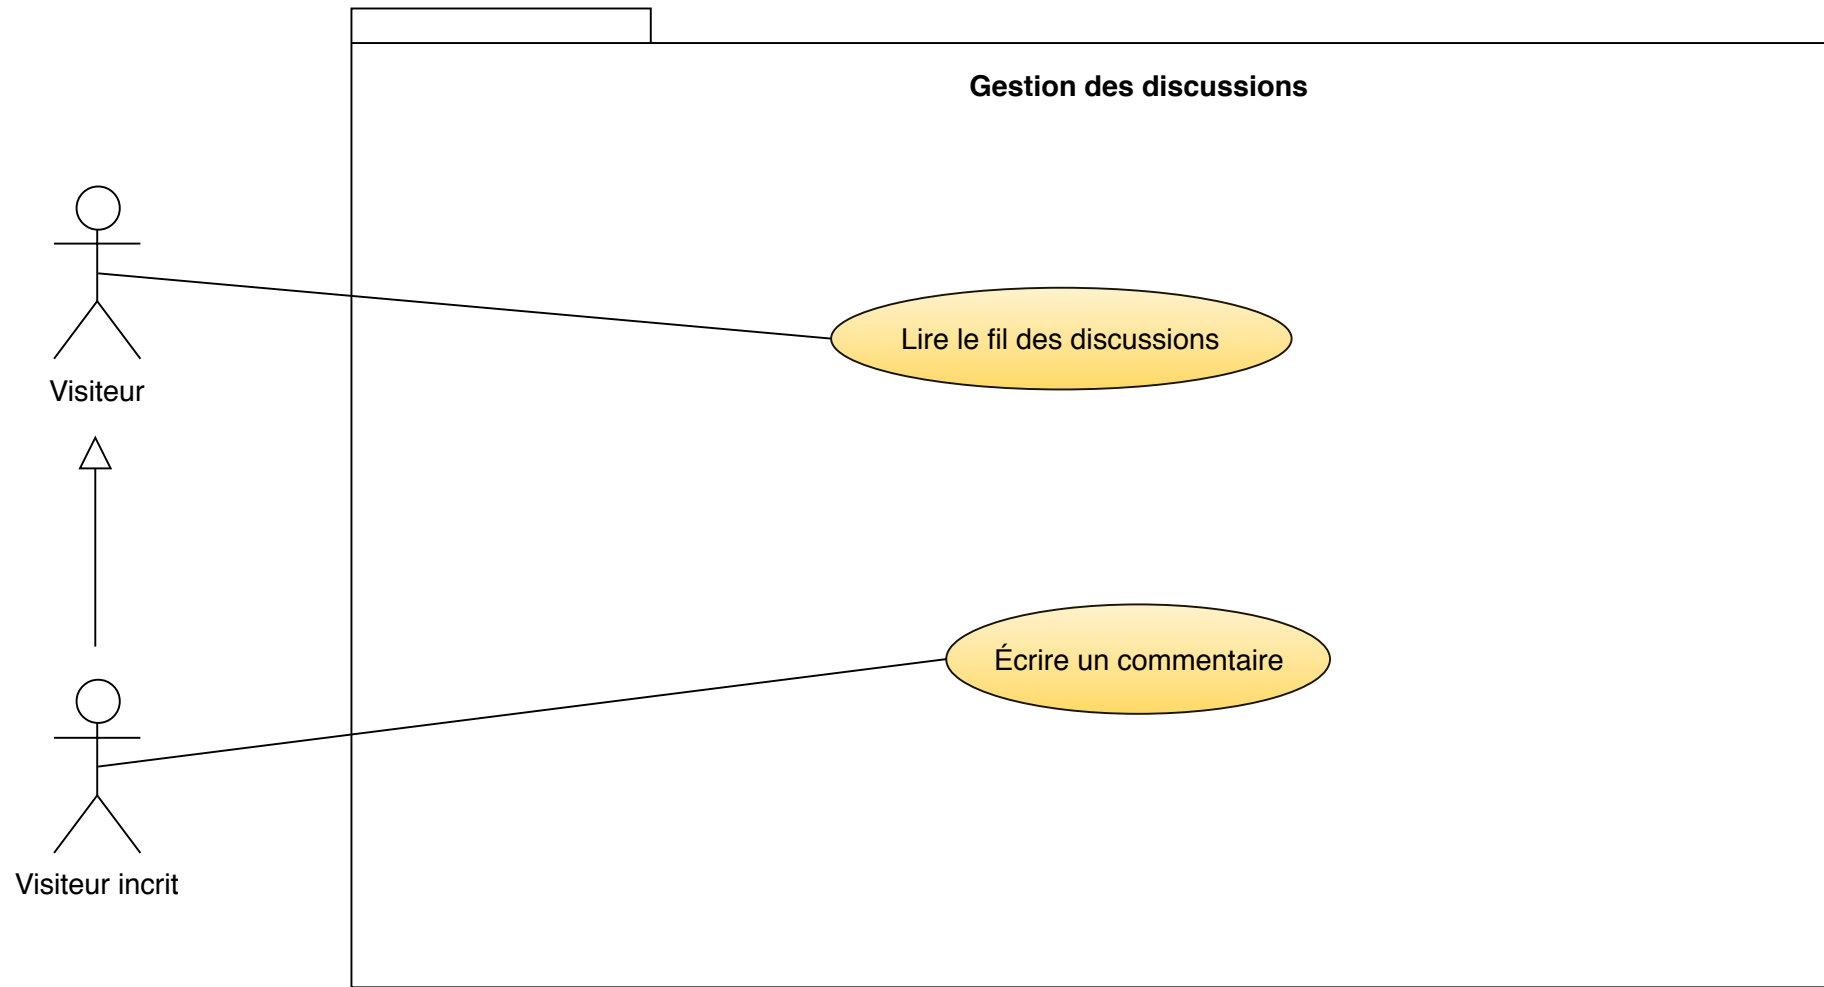 Gestion des discussions
Lire le fil des discussions
Visiteur
Écrire un commentaire
Visiteur incrit